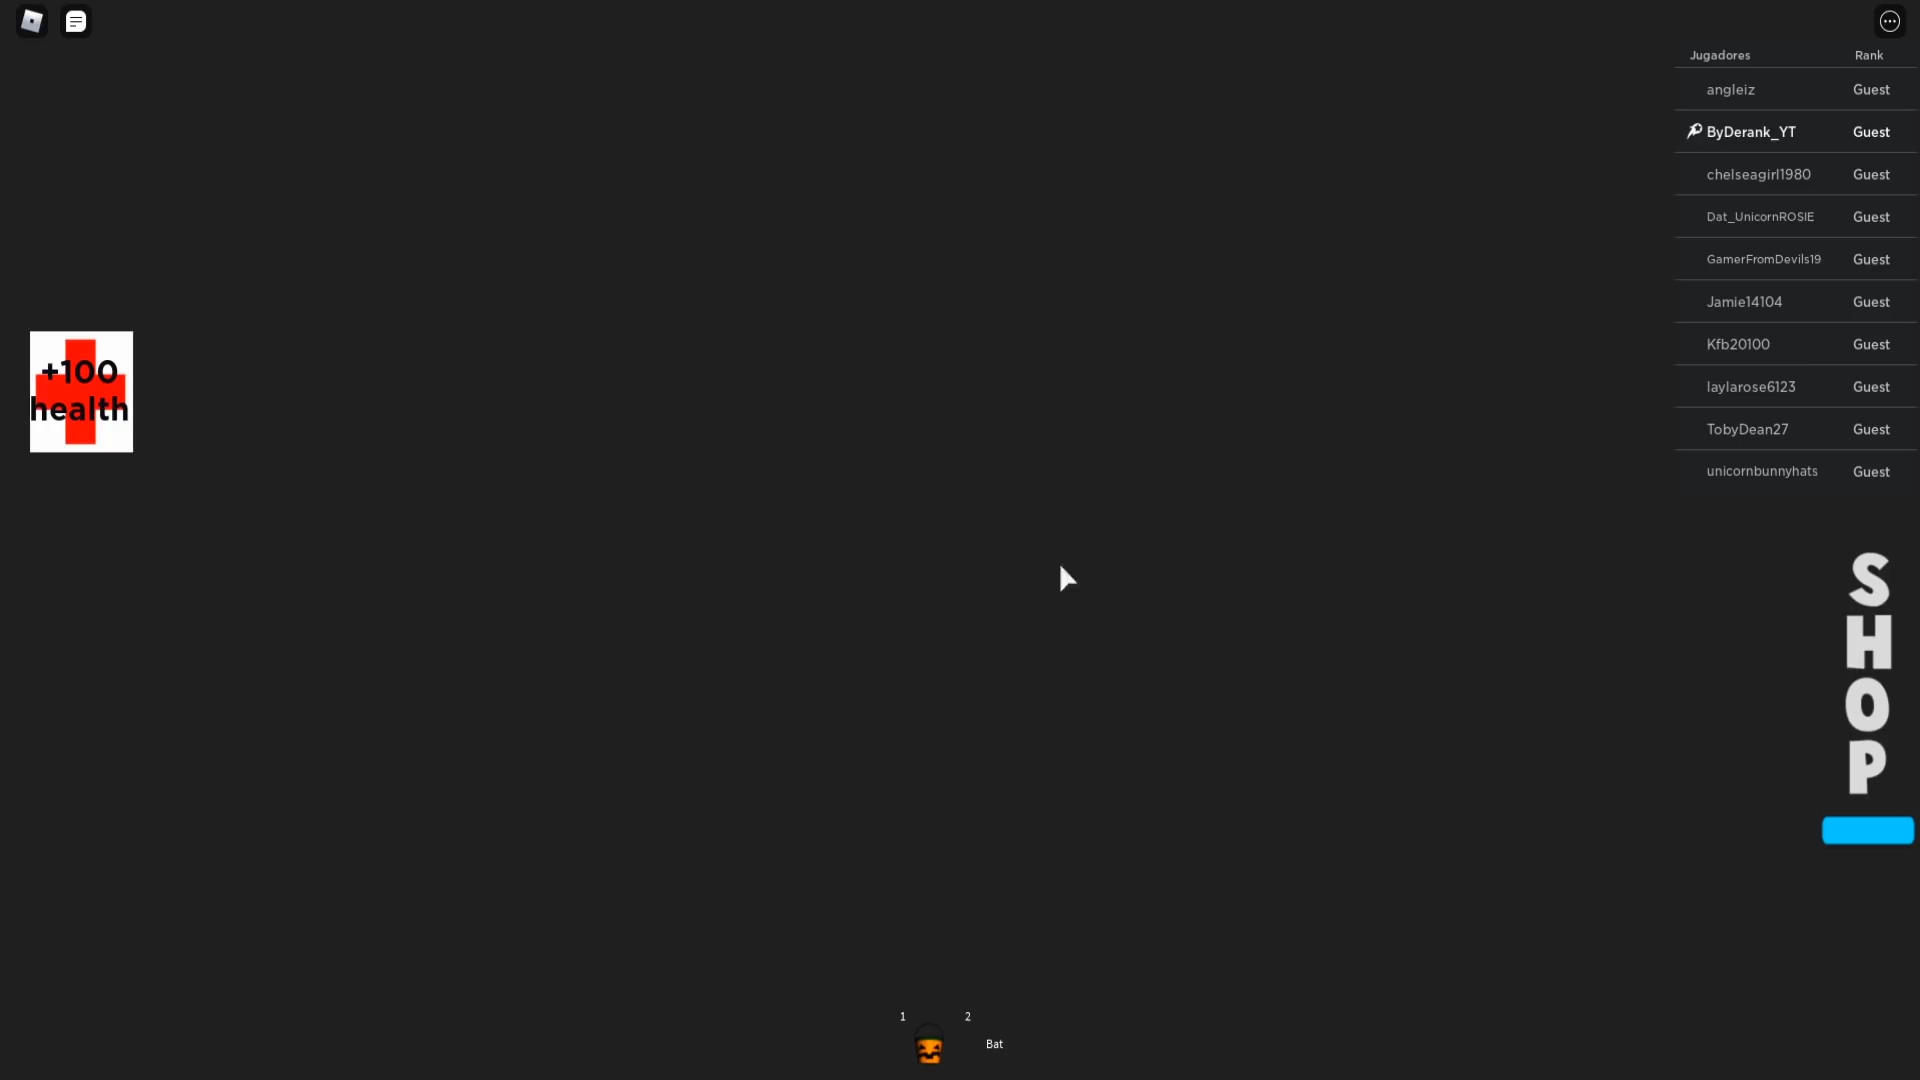 Jugadores Rank
angleiz Guest
ByDerank_YT Guest
chelseagirl1980 Guest
Dat_UnicornROSIE Guest
GamerFromDevils19 Guest
Jamie14104 Guest
Kfb20100 Guest
laylarose6123 Guest
TobyDean27 Guest
unicornbunnyhats Guest
+100
health
S
H
O
P
1 2
Bat